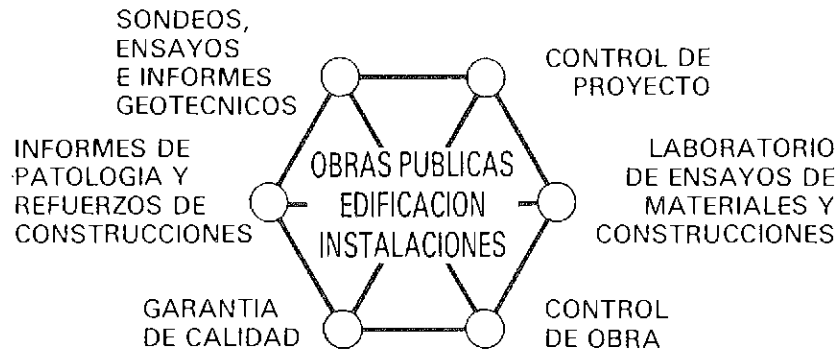 SONDEOS,
ENSAYOS
E INFORMES
GEOTECNICOS
CONTROL DE
PROYECTO
INFORMES DE
PATOLOGIA Y
REFUERZOS DE
CONSTRUCCIONES
OBRAS PUBLICAS
EDIFICACION
INSTALACIONES
LABORATORIO
DE ENSAYOS DE
MATERIALES Y
CONSTRUCCIONES
GARANTIA
DE CALIDAD
CONTROL
DE OBRA